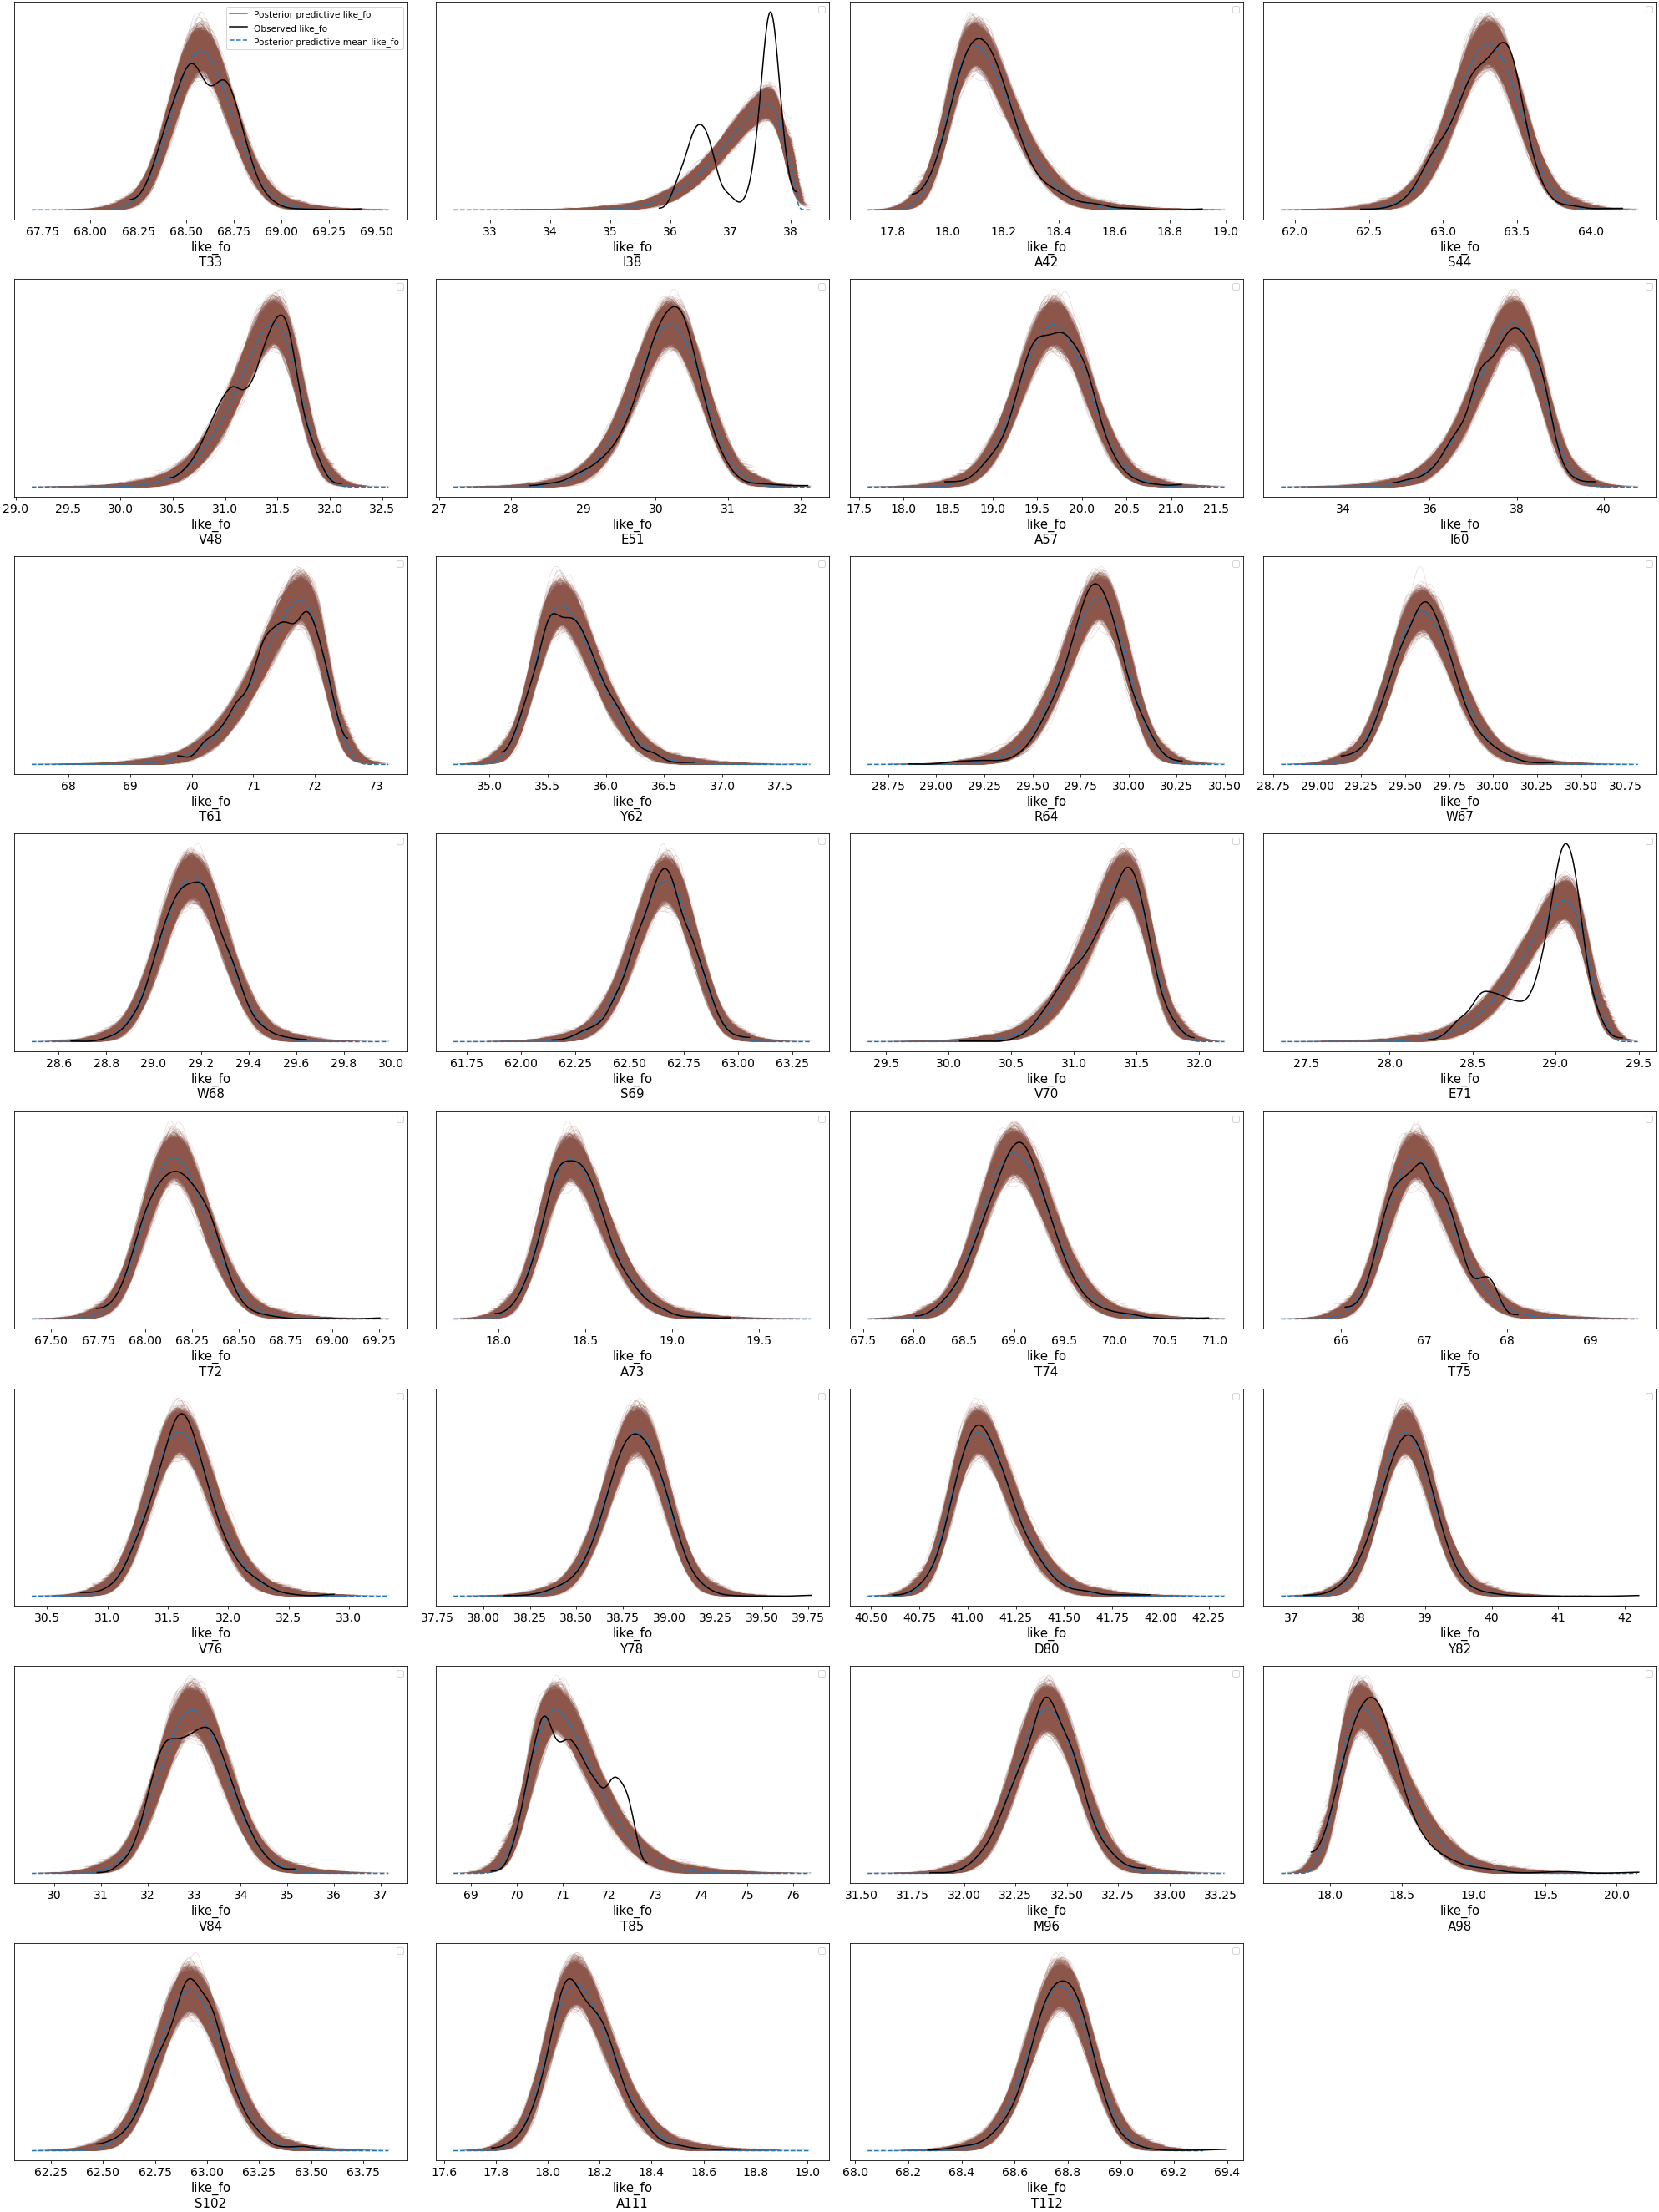 Posterior predictive like_fo
Observed like_fo
Posterior predictive mean like_fo
67.75 68.00 68.25 68.50 68.75 69.00 69.25 69.50
like_fo
T33
33 34 35 36 37 38
like_fo
I38
17.8 18.0 18.2 18.4 18.6 18.8 19.0
like_fo
A42
62.0 62.5 63.0 63.5 64.0
like_fo
S44
29.0 29.5 30.0 30.5 31.0 31.5 32.0 32.5
like_fo
V48
27 28 29 30 31 32
like_fo
E51
17.5 18.0 18.5 19.0 19.5 20.0 20.5 21.0 21.5
like_fo
A57
34 36 38 40
like_fo
I60
68 69 70 71 72 73
like_fo
T61
35.0 35.5 36.0 36.5 37.0 37.5
like_fo
Y62
28.75 29.00 29.25 29.50 29.75 30.00 30.25 30.50
like_fo
R64
28.75 29.00 29.25 29.50 29.75 30.00 30.25 30.50 30.75
like_fo
W67
28.6 28.8 29.0 29.2 29.4 29.6 29.8 30.0
like_fo
W68
61.75 62.00 62.25 62.50 62.75 63.00 63.25
like_fo
S69
29.5 30.0 30.5 31.0 31.5 32.0
like_fo
V70
27.5 28.0 28.5 29.0 29.5
like_fo
E71
67.50 67.75 68.00 68.25 68.50 68.75 69.00 69.25
like_fo
T72
18.0 18.5 19.0 19.5
like_fo
A73
67.5 68.0 68.5 69.0 69.5 70.0 70.5 71.0
like_fo
T74
66 67 68 69
like_fo
T75
30.5 31.0 31.5 32.0 32.5 33.0
like_fo
V76
37.75 38.00 38.25 38.50 38.75 39.00 39.25 39.50 39.75
like_fo
Y78
40.50 40.75 41.00 41.25 41.50 41.75 42.00 42.25
like_fo
D80
37 38 39 40 41 42
like_fo
Y82
30 31 32 33 34 35 36 37
like_fo
V84
69 70 71 72 73 74 75 76
like_fo
T85
31.50 31.75 32.00 32.25 32.50 32.75 33.00 33.25
like_fo
M96
18.0 18.5 19.0 19.5 20.0
like_fo
A98
62.25 62.50 62.75 63.00 63.25 63.50 63.75
like_fo
S102
17.6 17.8 18.0 18.2 18.4 18.6 18.8 19.0
like_fo
A111
68.0 68.2 68.4 68.6 68.8 69.0 69.2 69.4
like_fo
T112